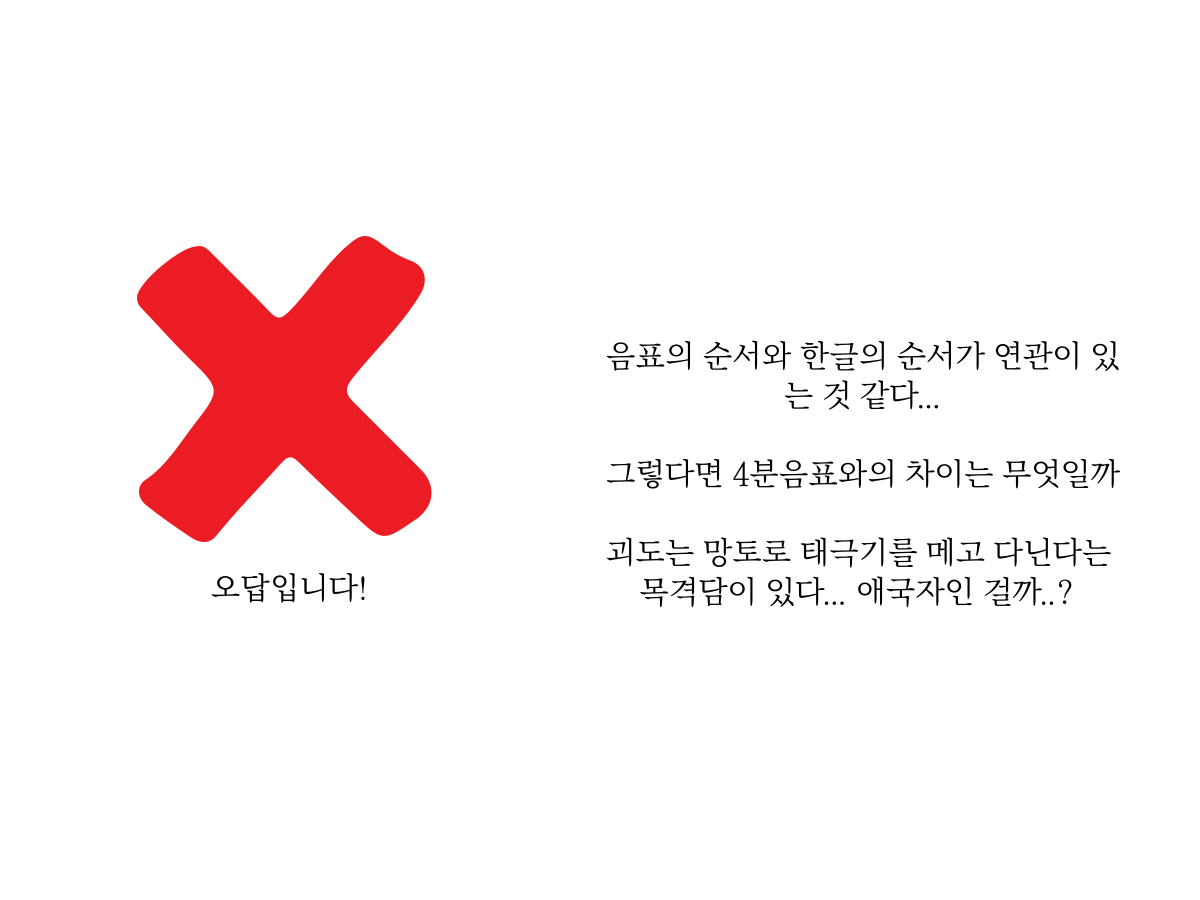 음표의 순서와 한글의 순서가 연관이 있
는 것 같다...
그렇다면 4분음표와의 차이는 무엇일까
괴도는 망토로 태극기를 메고 다닌다는
목격담이 있다... 애국자인 걸까..?
오답입니다!